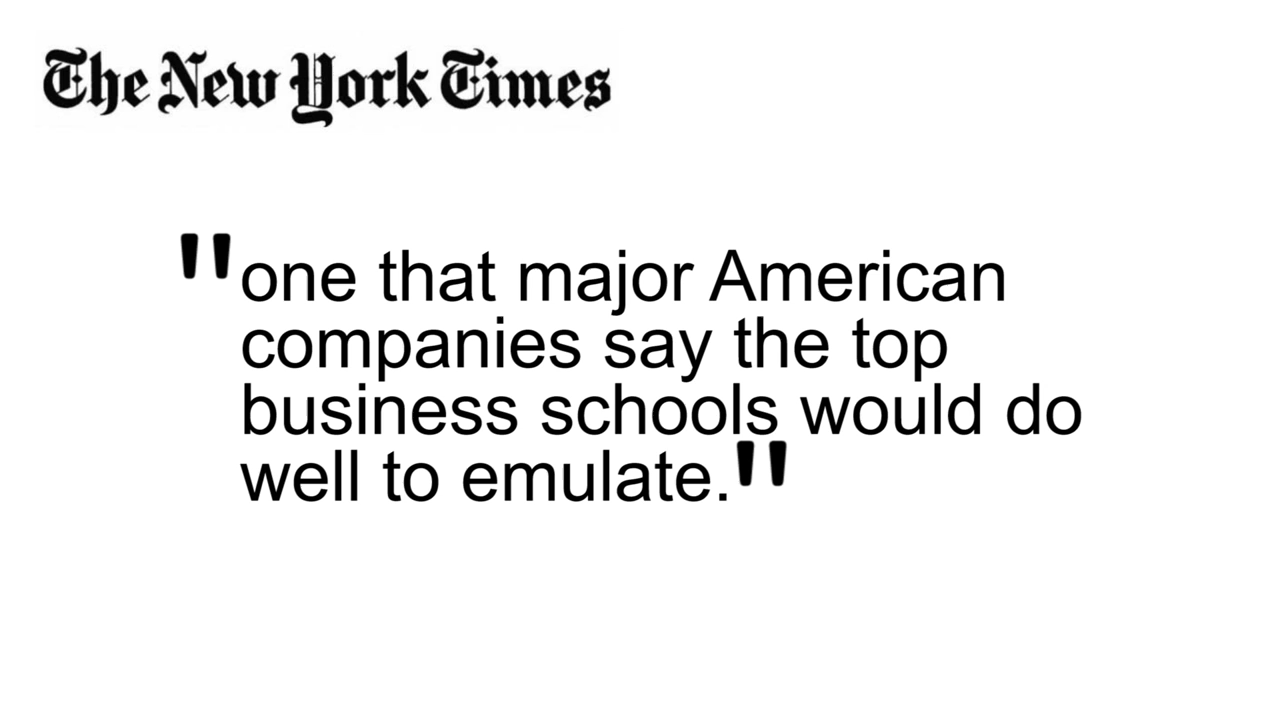 The New York Times
"one that major American
companies say the top
business schools would do
well to emulate."